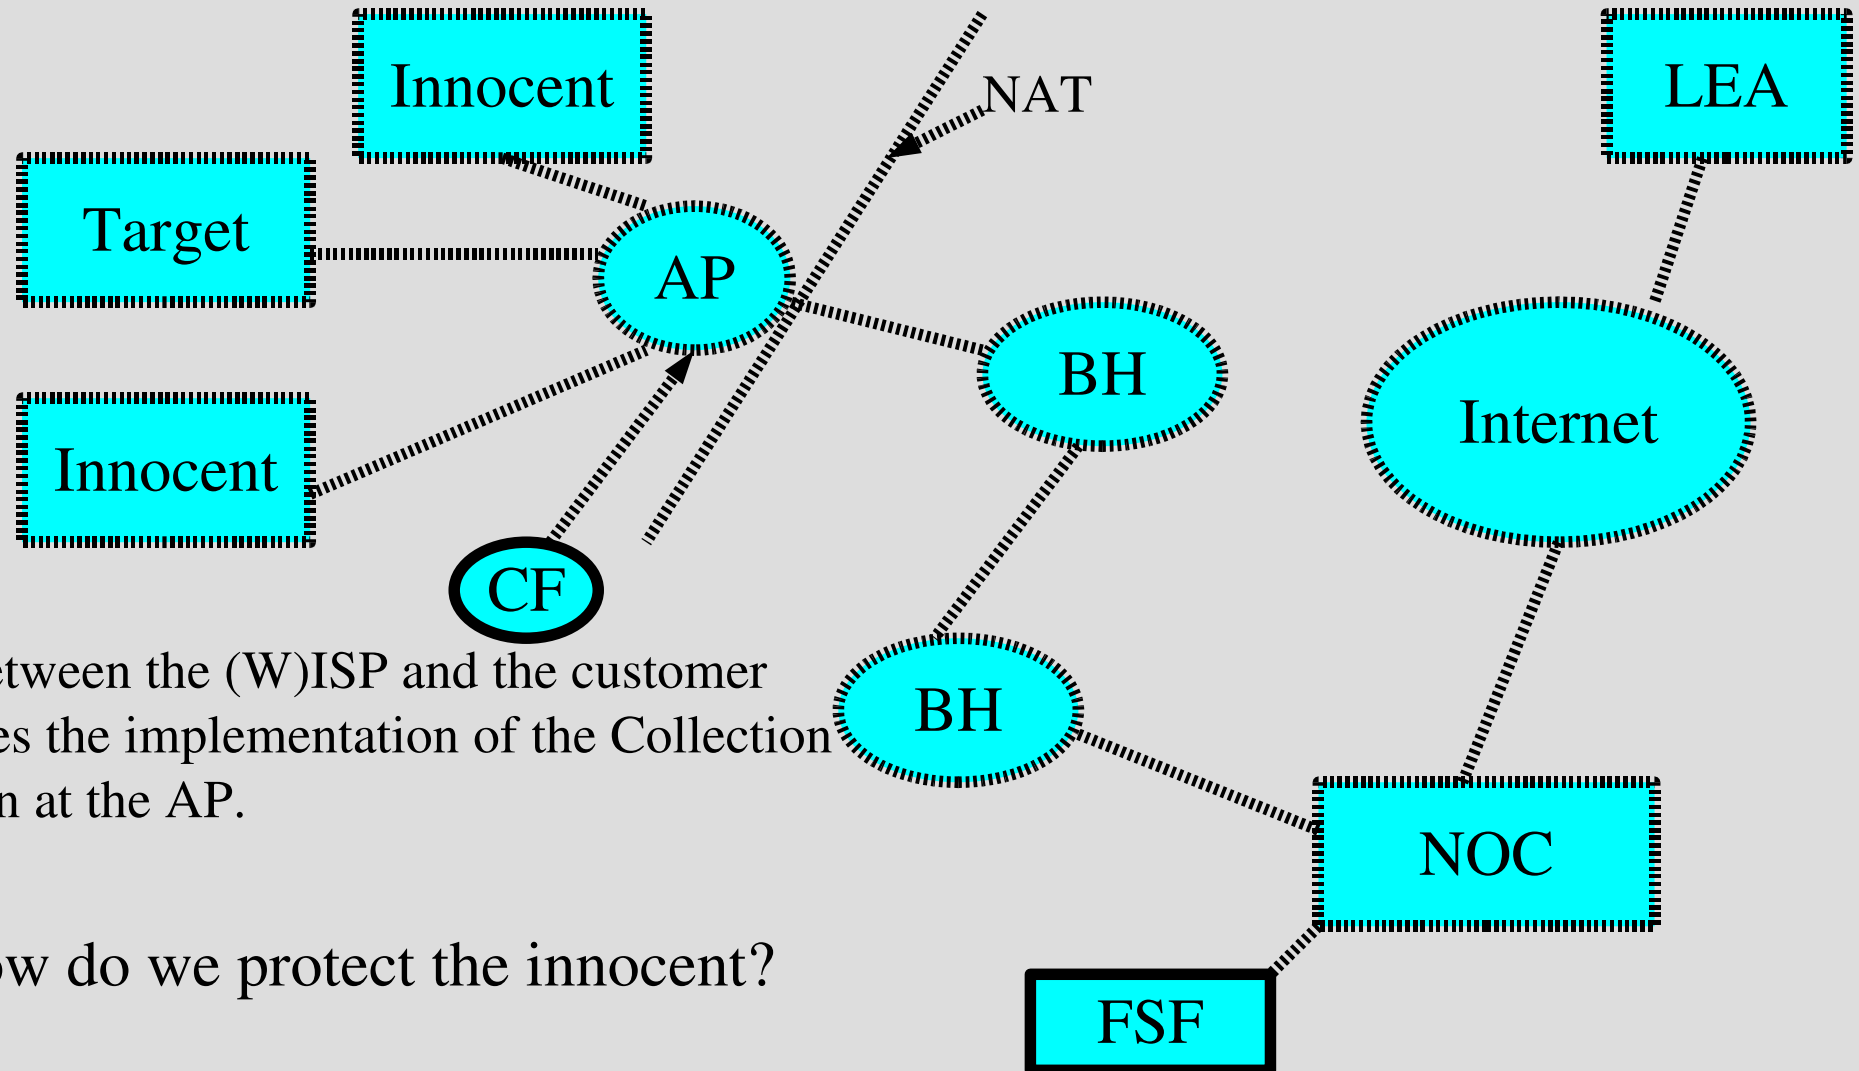 Innocent
NAT
LEA
Target
AP
BH
Internet
Innocent
CF
etween the (W)ISP and the customer
es the implementation of the Collection
n at the AP.
BH
NOC
ow do we protect the innocent?
FSF